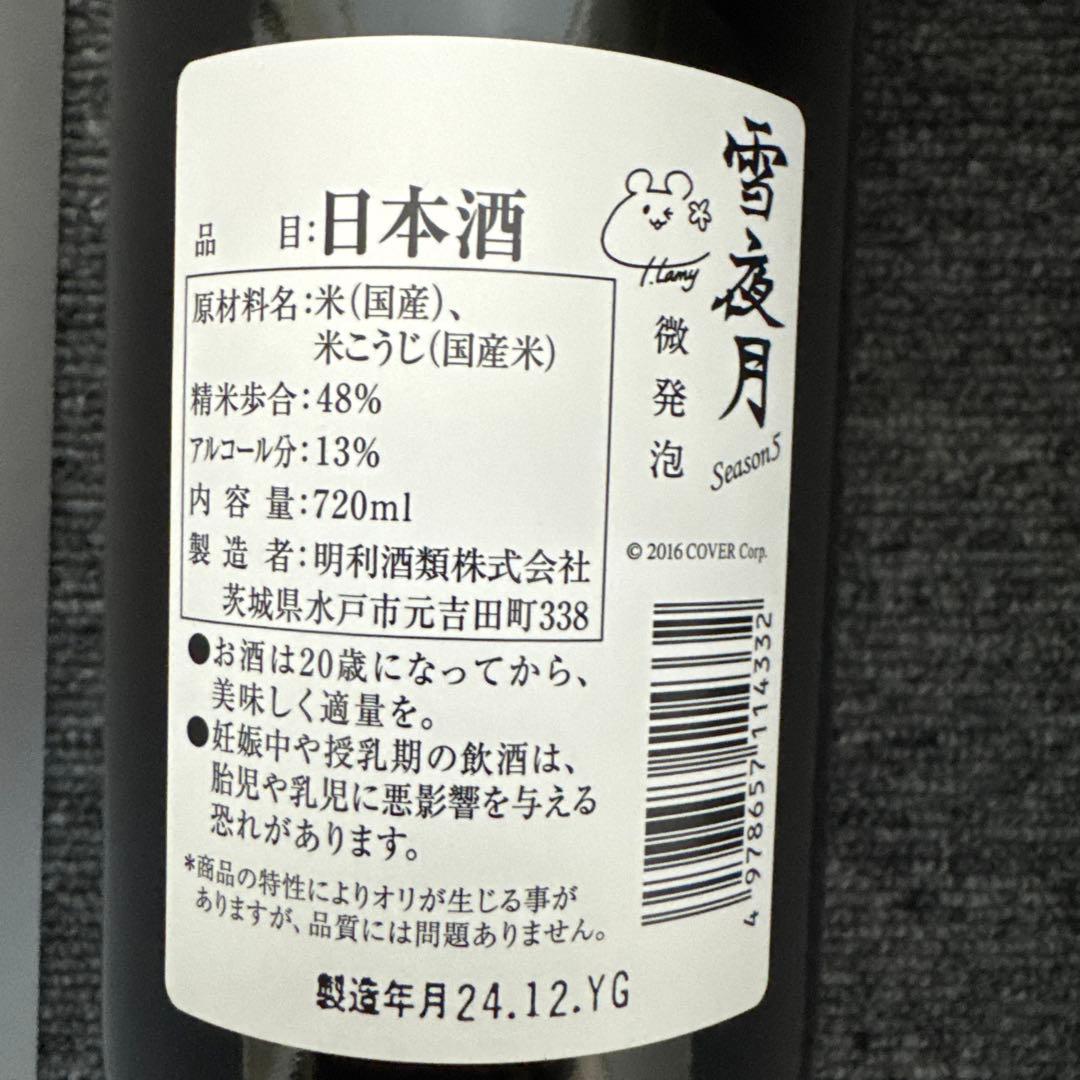 雪夜月
Season5
I.Lamy
微発泡
© 2016 COVER Corp.
4 978657 114332
品目：日本酒
原材料名：米(国産)、
米こうじ(国産米)
精米歩合：48%
アルコール分：13%
内容量：720ml
製造者：明利酒類株式会社
茨城県水戸市元吉田町338
●お酒は20歳になってから、
美味しく適量を。
●妊娠中や授乳期の飲酒は、
胎児や乳児に悪影響を与える
恐れがあります。
*商品の特性によりオリが生じる事が
ありますが、品質には問題ありません。
製造年月24.12.YG